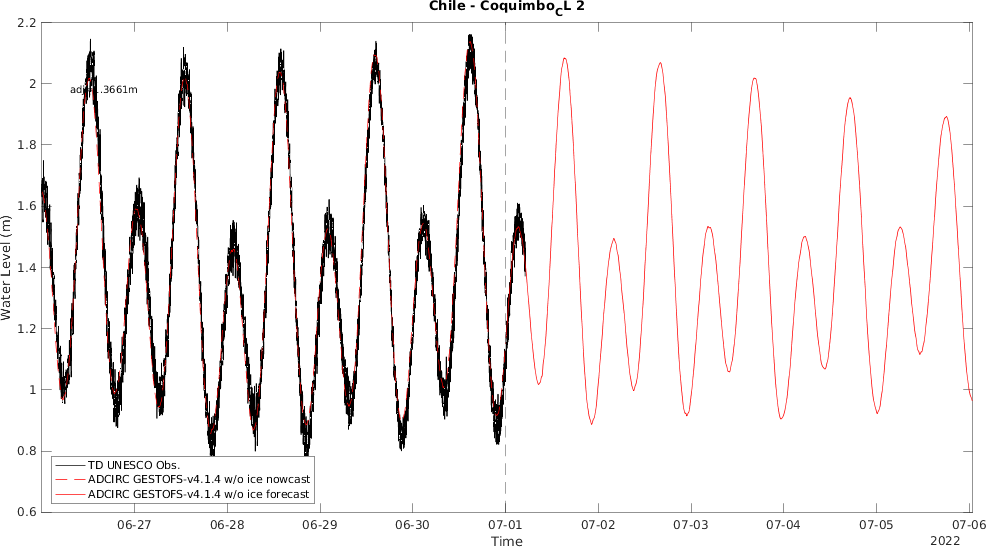 Chile - Coquimbo_CL 2
2.2
2
1.8
1.6
1.4
1.2
1
0.8
0.6
Water Level (m)
TD UNESCO Obs.
ADCIRC GESTOFS-v4.1.4 w/o ice nowcast
ADCIRC GESTOFS-v4.1.4 w/o ice forecast
06-27 06-28 06-29 06-30 07-01 07-02 07-03 07-04 07-05 07-06
Time
2022